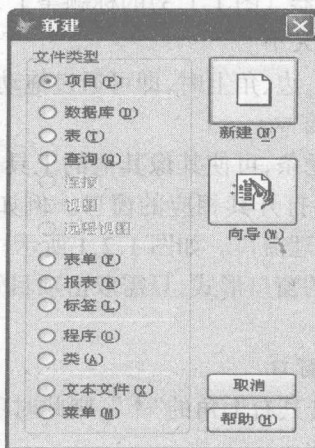 新建
文件类型
项目(P)
数据库(D)
表(T)
查询(Q)
连接
视图
远程视图
表单(F)
报表(R)
标签(L)
程序(O)
类(A)
文本文件(X)
菜单(M)
新建(N)
向导(W)
取消
帮助(H)